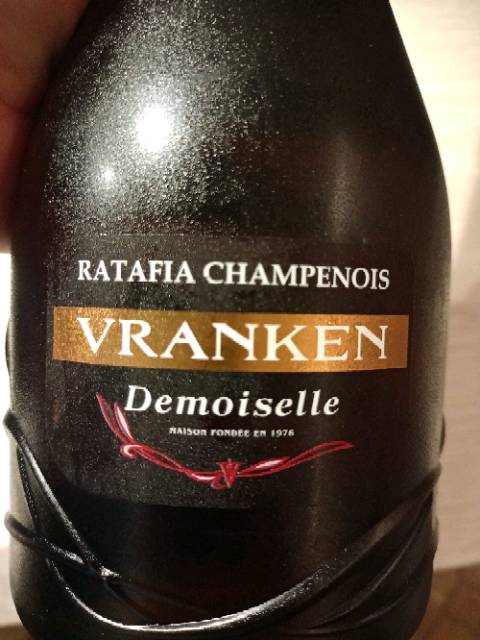 RATAFIA CHAMPENOIS
VRANKEN
Demoiselle
MAISON FONDÉE EN 1976